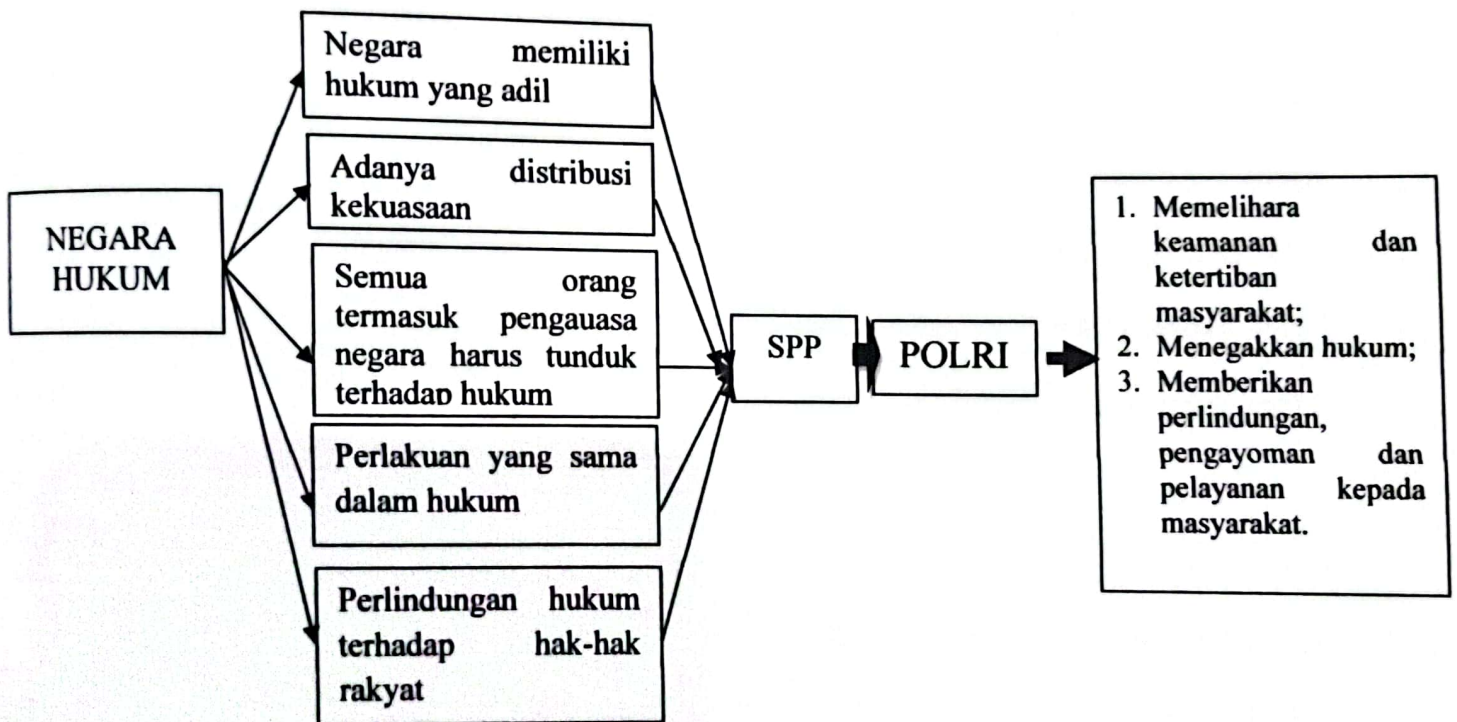 NEGARA
HUKUM
Negara memiliki
hukum yang adil
Adanya distribusi
kekuasaan
Semua orang
termasuk pengauasa
negara harus tunduk
terhadap hukum
Perlakuan yang sama
dalam hukum
Perlindungan hukum
terhadap hak-hak
rakyat
SPP
POLRI
1. Memelihara
keamanan dan
ketertiban
masyarakat;
2. Menegakkan hukum;
3. Memberikan
perlindungan,
pengayoman dan
pelayanan kepada
masyarakat.